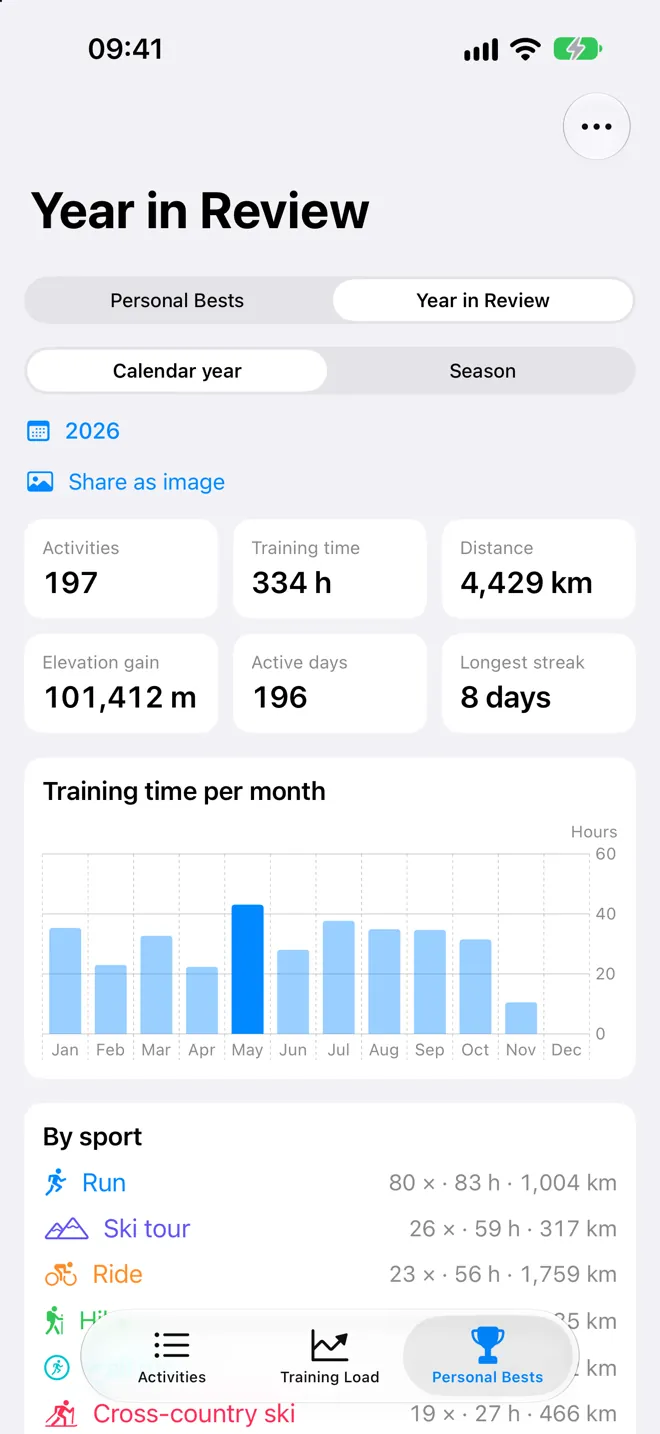 09:41
Year in Review
Personal Bests Year in Review
Calendar year Season
2026
Share as image
Activities Training time Distance
197 334 h 4,429 km
Elevation gain Active days Longest streak
101,412 m 196 8 days
Training time per month
Hours
60
40
20
0
Jan Feb Mar Apr May Jun Jul Aug Sep Oct Nov Dec
By sport
Run 80 × · 83 h · 1,004 km
Ski tour 26 × · 59 h · 317 km
Ride 23 × · 56 h · 1,759 km
km
km
Activities Training Load Personal Bests
Cross-country ski 19 × · 27 h · 466 km